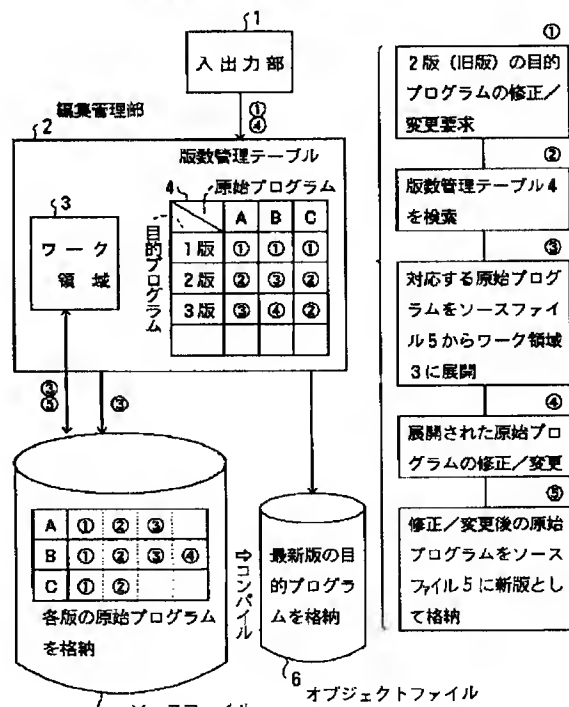 1
入出力部
編集管理部
2
①
④
版数管理テーブル
4
原始プログラム
目的プログラム
A B C
1版 ① ① ①
2版 ② ③ ②
3版 ③ ④ ②
3
ワーク
領域
③
⑤
③
A ① ② ③
B ① ② ③ ④
C ① ②
各版の原始プログラム
を格納
⇨
コンパイル
最新版の目
的プログラ
ムを格納
6
オブジェクトファイル
ソースファイル
①
2版(旧版)の目的
プログラムの修正/
変更要求
②
版数管理テーブル4
を検索
③
対応する原始プログ
ラムをソースファイ
ル5からワーク領域
3に展開
④
展開された原始プロ
グラムの修正/変更
⑤
修正/変更後の原始
プログラムをソース
ファイル5に新版とし
て格納